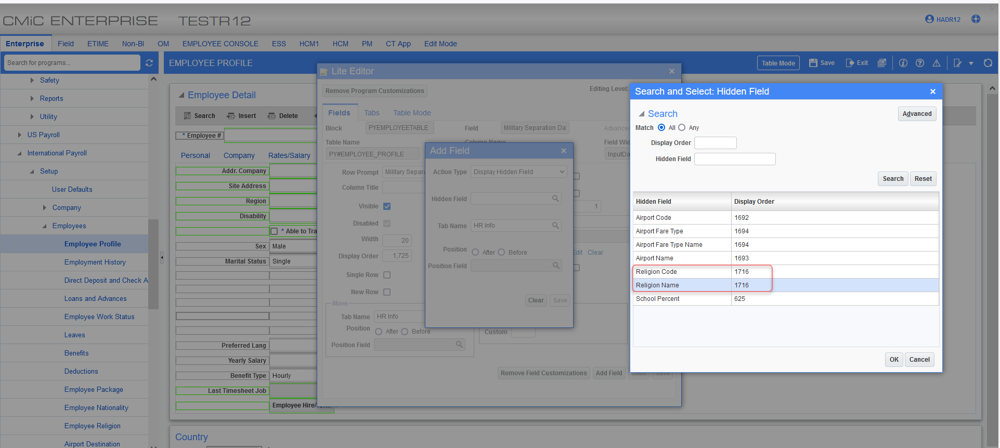 CMiC ENTERPRISE TESTR12
HADR12
Enterprise Field ETIME Non-BI OM EMPLOYEE CONSOLE ESS HCM1 HCM PM CT App Edit Mode
Search for programs...
EMPLOYEE PROFILE
Table Mode Save Exit
Safety
Reports
Utility
US Payroll
International Payroll
Setup
User Defaults
Company
Employees
Employee Profile
Employment History
Direct Deposit and Check A
Loans and Advances
Employee Work Status
Leaves
Benefits
Deductions
Employee Package
Employee Nationality
Employee Religion
Airport Destination
Employee Detail
Search Insert Delete
* Employee #
Personal Company Rates/Salary
Addr. Company
Site Address
Region
Disability
* Able to Tra
Sex Male
Marital Status Single
Preferred Lang
Yearly Salary
Benefit Type Hourly
Last Timesheet Job
Employee Hire/
Country
Lite Editor
Remove Program Customizations
Editing Level:
Fields Tabs Table Mode
Block PYEMPLOYEETABLE Field Military Separation Da Advanced
Table Name Column Name Field Wid
PY#EMPLOYEE_PROFILE InputDa
Row Prompt Military Separa
Column Title
Visible 1
Disabled
Width 20
Display Order 1,725
Edit Clear
Single Row
New Row
Move
Tab Name HR Info
Position After Before
Position Field
Custom
Remove Field Customizations Add Field Undo Save
Add Field
Action Type Display Hidden Field
Hidden Field
Tab Name HR Info
Position After Before
Position Field
Clear Save
Search and Select: Hidden Field
Search
Advanced
Match All Any
Display Order
Hidden Field
Search Reset
Hidden Field Display Order
Airport Code 1692
Airport Fare Type 1694
Airport Fare Type Name 1694
Airport Name 1693
Religion Code 1716
Religion Name 1716
School Percent 625
OK Cancel